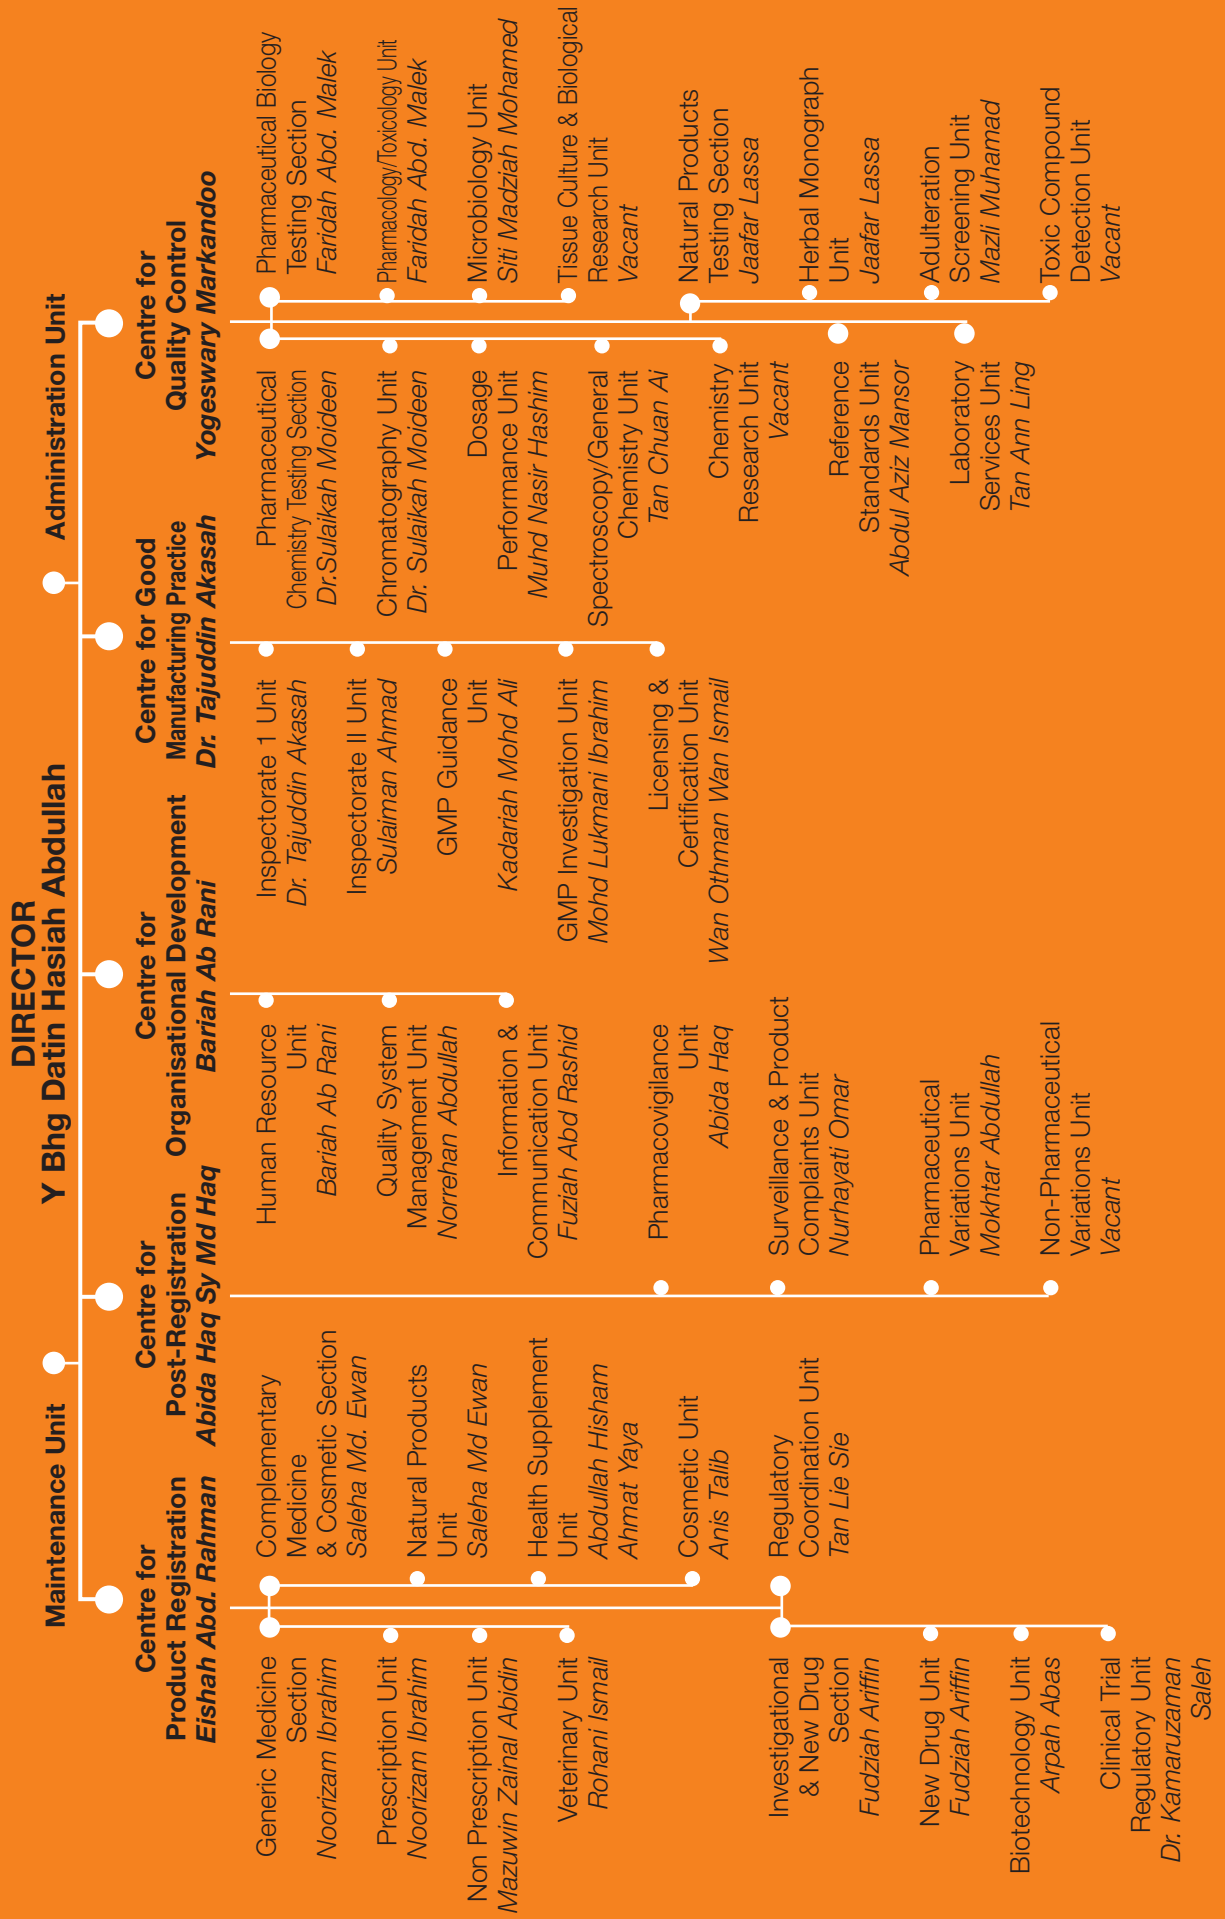 DIRECTOR
Y Bhg Datin Hasiah Abdullah
Maintenance Unit
Administration Unit
Centre for
Product Registration
Eishah Abd. Rahman
Generic Medicine
Section
Noorizam Ibrahim
Prescription Unit
Noorizam Ibrahim
Non Prescription Unit
Mazuwin Zainal Abidin
Veterinary Unit
Rohani Ismail
Complementary
Medicine
& Cosmetic Section
Saleha Md. Ewan
Natural Products
Unit
Saleha Md Ewan
Health Supplement
Unit
Abdullah Hisham
Ahmat Yaya
Cosmetic Unit
Anis Talib
Investigational
& New Drug
Section
Fudziah Ariffin
New Drug Unit
Fudziah Ariffin
Biotechnology Unit
Arpah Abas
Clinical Trial
Regulatory Unit
Dr. Kamaruzaman
Saleh
Regulatory
Coordination Unit
Tan Lie Sie
Centre for
Post-Registration
Abida Haq Sy Md Haq
Pharmacovigilance
Unit
Abida Haq
Surveillance & Product
Complaints Unit
Nurhayati Omar
Pharmaceutical
Variations Unit
Mokhtar Abdullah
Non-Pharmaceutical
Variations Unit
Vacant
Centre for
Organisational Development
Bariah Ab Rani
Human Resource
Unit
Bariah Ab Rani
Quality System
Management Unit
Norrehan Abdullah
Information &
Communication Unit
Fuziah Abd Rashid
Centre for Good
Manufacturing Practice
Dr. Tajuddin Akasah
Inspectorate 1 Unit
Dr. Tajuddin Akasah
Inspectorate II Unit
Sulaiman Ahmad
GMP Guidance
Unit
Kadariah Mohd Ali
GMP Investigation Unit
Mohd Lukmani Ibrahim
Licensing &
Certification Unit
Wan Othman Wan Ismail
Centre for
Quality Control
Yogeswary Markandoo
Pharmaceutical
Chemistry Testing Section
Dr.Sulaikah Moideen
Chromatography Unit
Dr. Sulaikah Moideen
Dosage
Performance Unit
Muhd Nasir Hashim
Spectroscopy/General
Chemistry Unit
Tan Chuan Ai
Chemistry
Research Unit
Vacant
Reference
Standards Unit
Abdul Aziz Mansor
Laboratory
Services Unit
Tan Ann Ling
Pharmaceutical Biology
Testing Section
Faridah Abd. Malek
Pharmacology/Toxicology Unit
Faridah Abd. Malek
Microbiology Unit
Siti Madziah Mohamed
Tissue Culture & Biological
Research Unit
Vacant
Natural Products
Testing Section
Jaafar Lassa
Herbal Monograph
Unit
Jaafar Lassa
Adulteration
Screening Unit
Mazli Muhamad
Toxic Compound
Detection Unit
Vacant